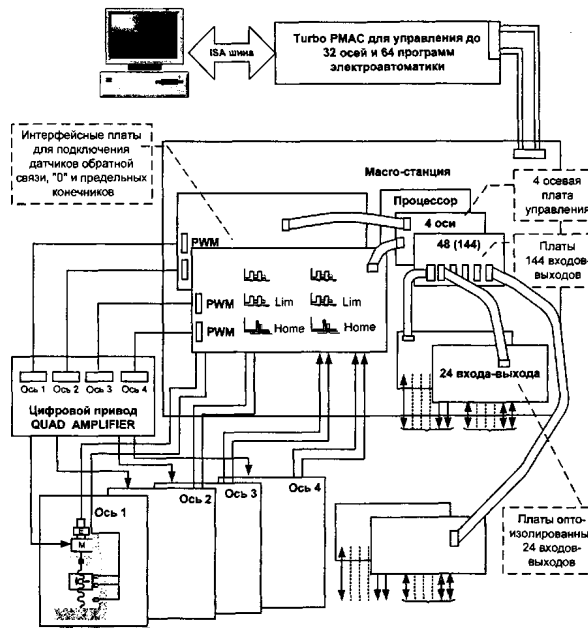 ISA шина
Turbo PMAC для управления до
32 осей и 64 программ
электроавтоматики
Интерфейсные платы
для подключения
датчиков обратной
связи, "0" и предельных
конечников
Макро-станция
Процессор
4 оси
48 (144)
4 осевая
плата
управления
Платы
144 входов-
выходов
PWM
PWM
PWM
Lim
Lim
Home
Home
24 входа-выхода
Ось 1
Ось 2
Ось 3
Ось 4
Цифровой привод
QUAD AMPLIFIER
Ось 1
Ось 2
Ось 3
Ось 4
E
M
Платы опто-
изолированны
24 входов-
выходов